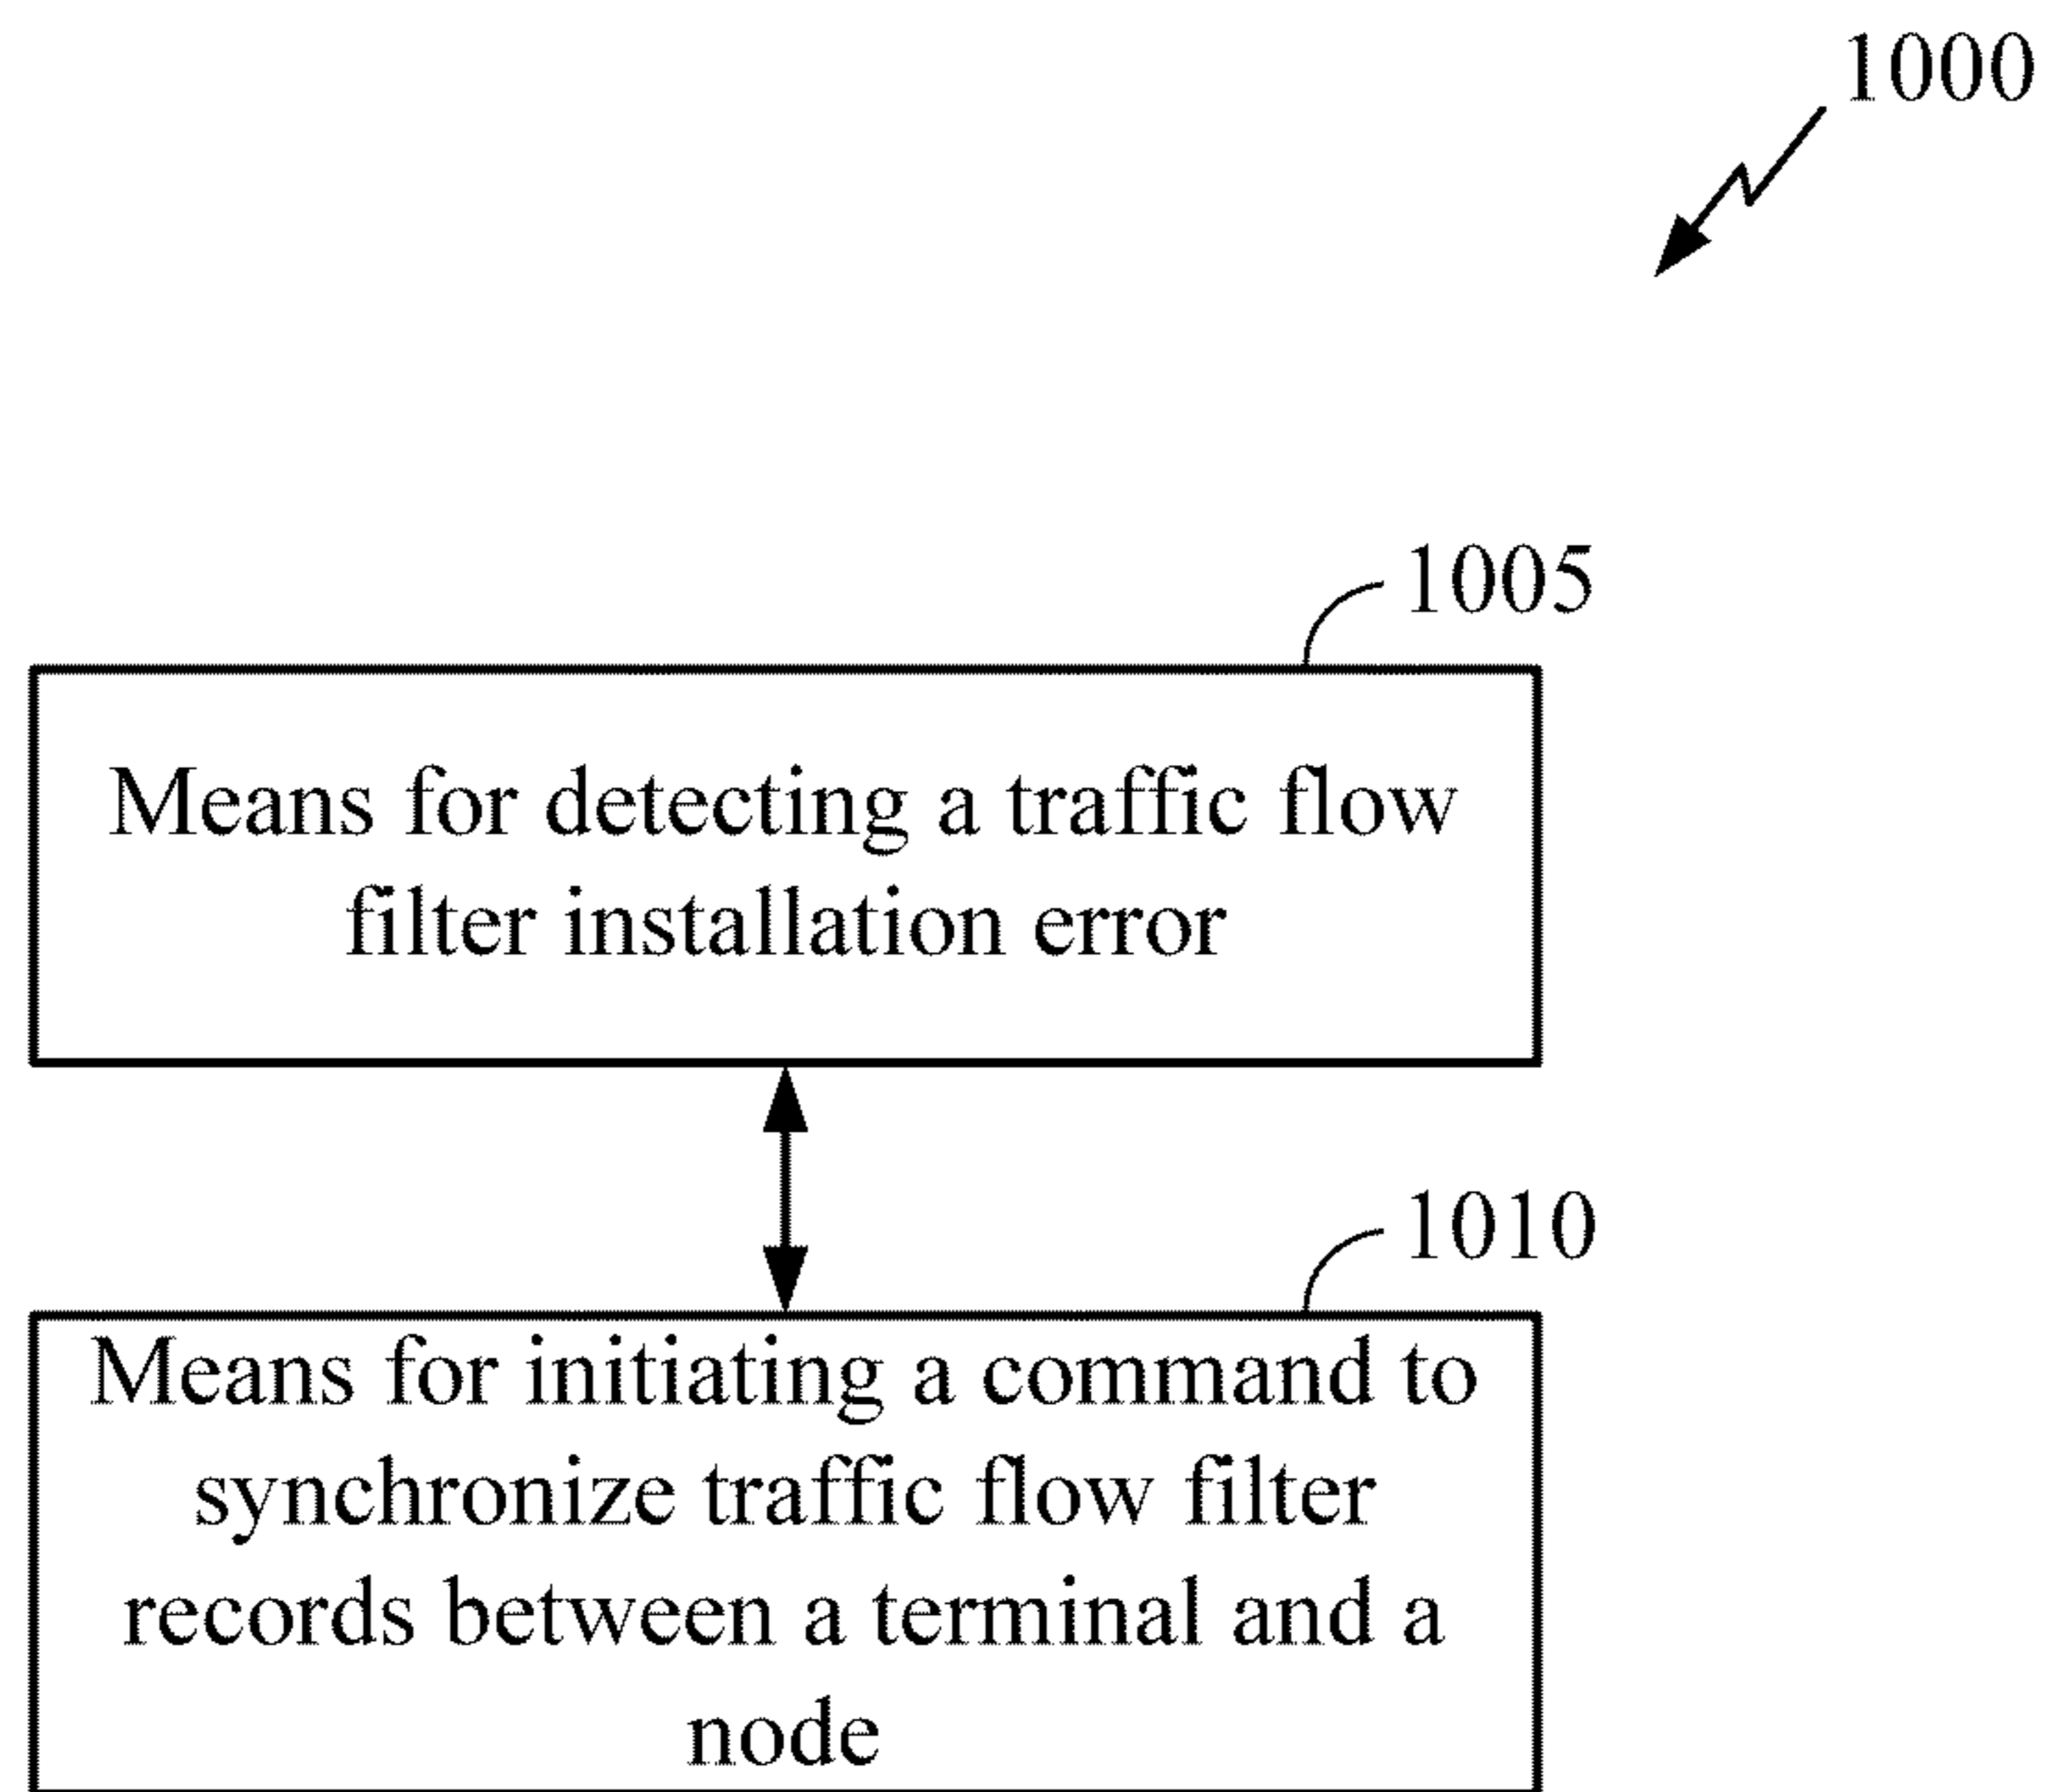 1000
1005
Means for detecting a traffic flow
filter installation error
1010
Means for initiating a command to
synchronize traffic flow filter
records between a terminal and a
node